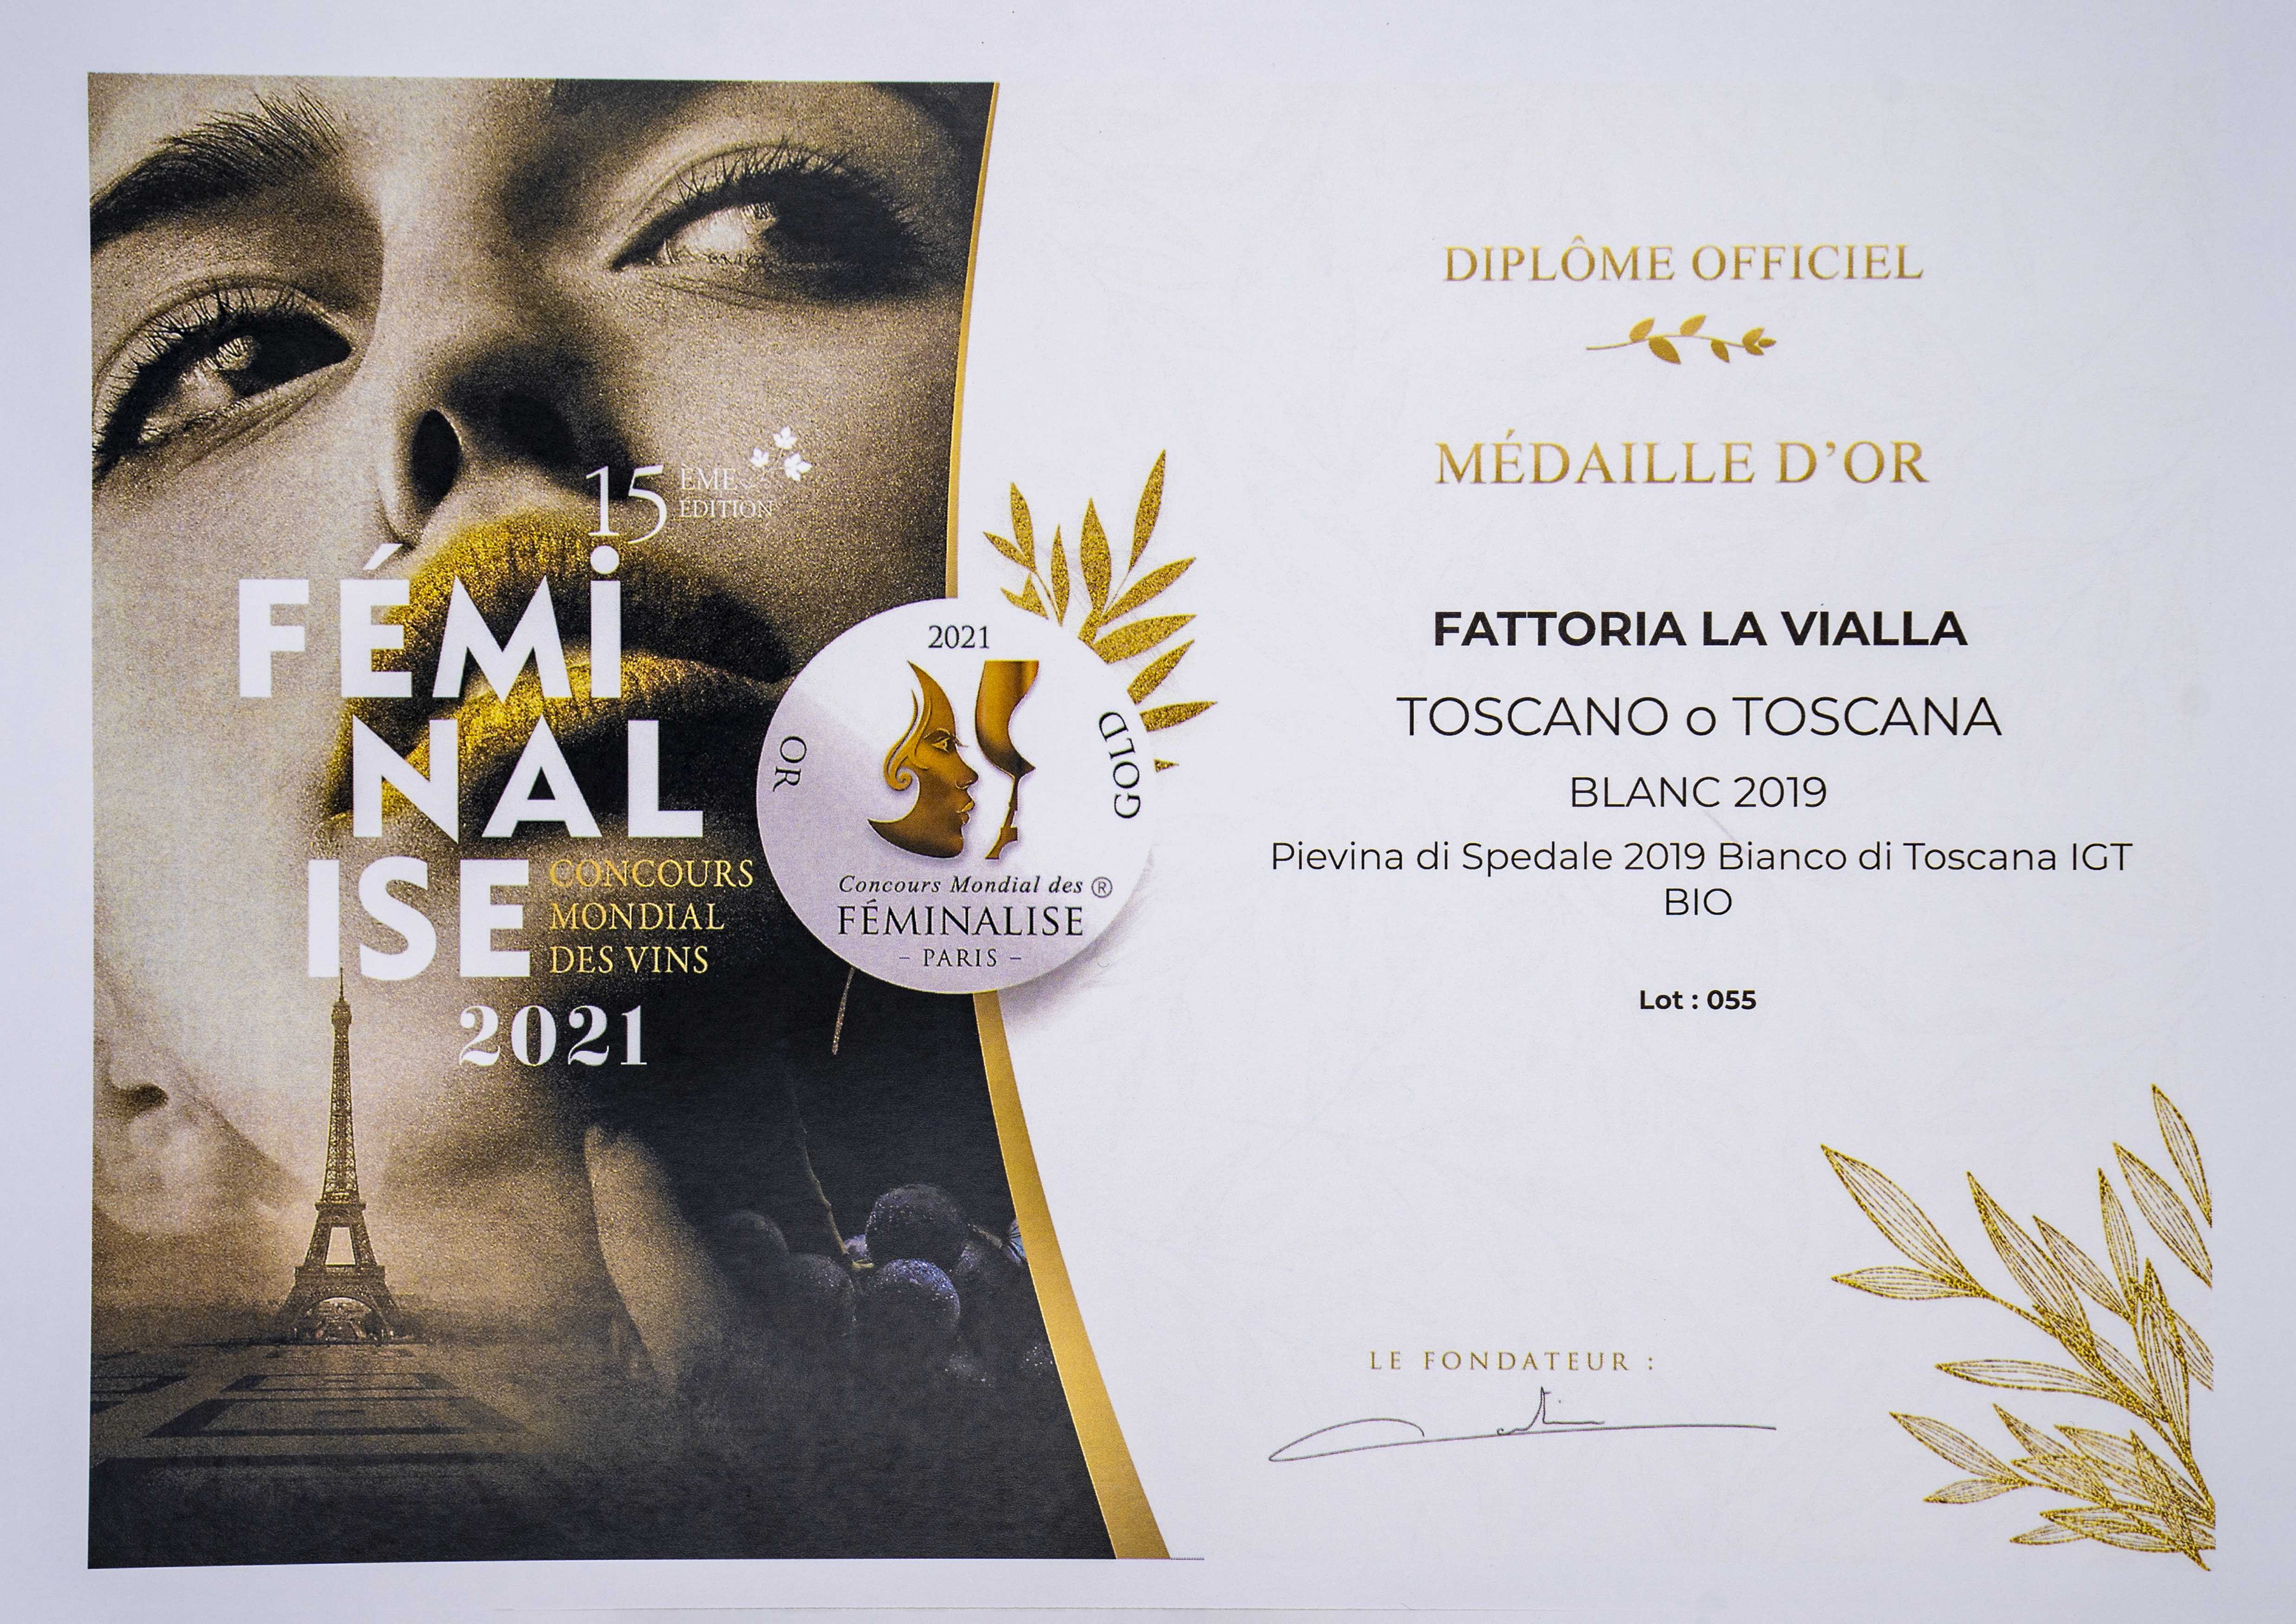 15
ÈME
ÉDITION
FÉMi
NAL
ISE
CONCOURS
MONDIAL
DES VINS
2021
2021
OR
GOLD
Concours Mondial des ®
FÉMINALISE
- PARIS -
DIPLÔME OFFICIEL
MÉDAILLE D'OR
FATTORIA LA VIALLA
TOSCANO o TOSCANA
BLANC 2019
Pievina di Spedale 2019 Bianco di Toscana IGT
BIO
Lot : 055
LE FONDATEUR :